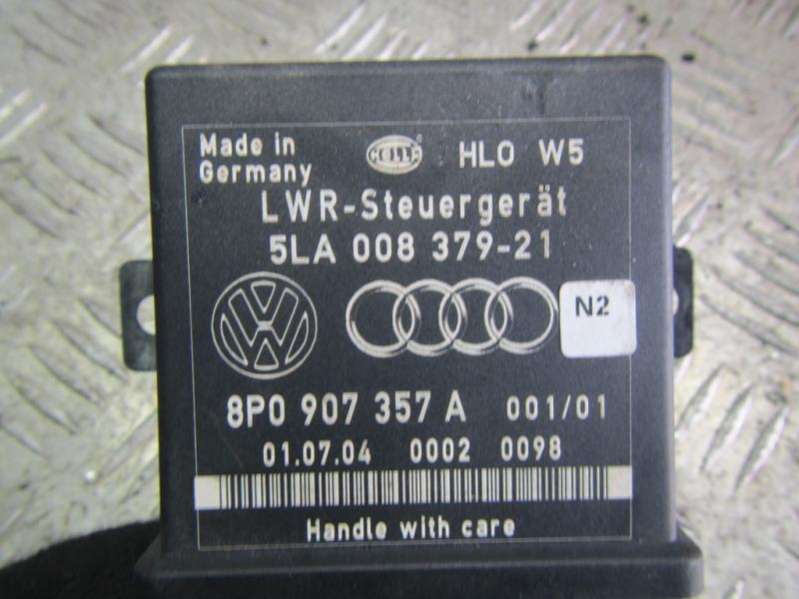 Made in
Germany
HELLA HLO W5
LWR-Steuergerät
5LA 008 379-21
N2
8P0 907 357 A 001/01
01.07.04 0002 0098
Handle with care